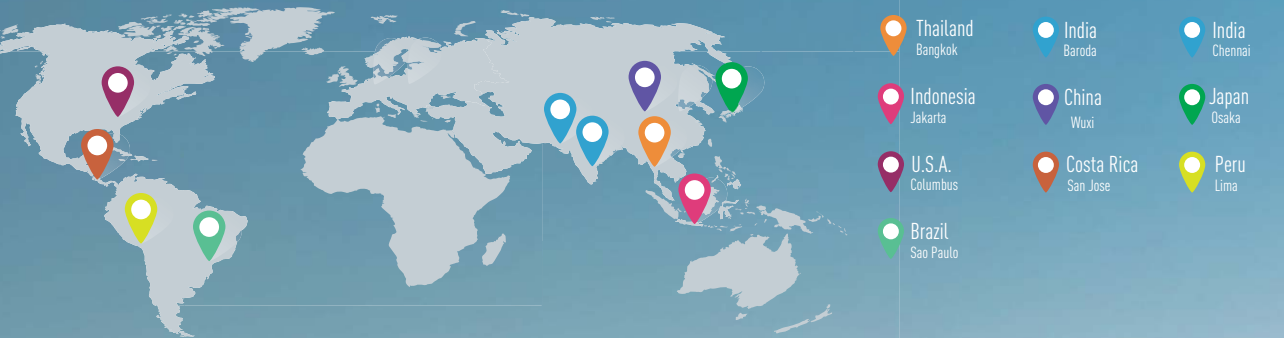 Thailand
Bangkok
India
Baroda
India
Chennai
Indonesia
Jakarta
China
Wuxi
Japan
Osaka
U.S.A.
Columbus
Costa Rica
San Jose
Peru
Lima
Brazil
Sao Paulo